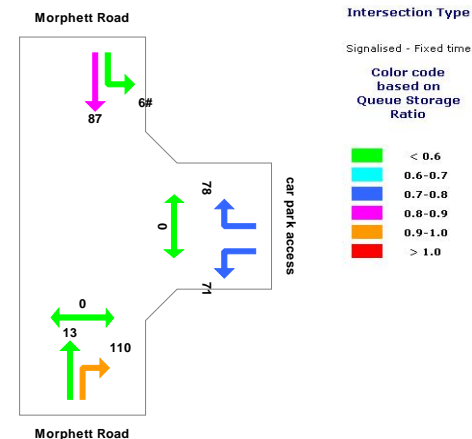 Morphett Road
Intersection Type
Signalised - Fixed time
Color code
based on
Queue Storage
Ratio
< 0.6
0.6-0.7
0.7-0.8
0.8-0.9
0.9-1.0
> 1.0
6#
87
78
0
car park access
71
0
13
110
Morphett Road